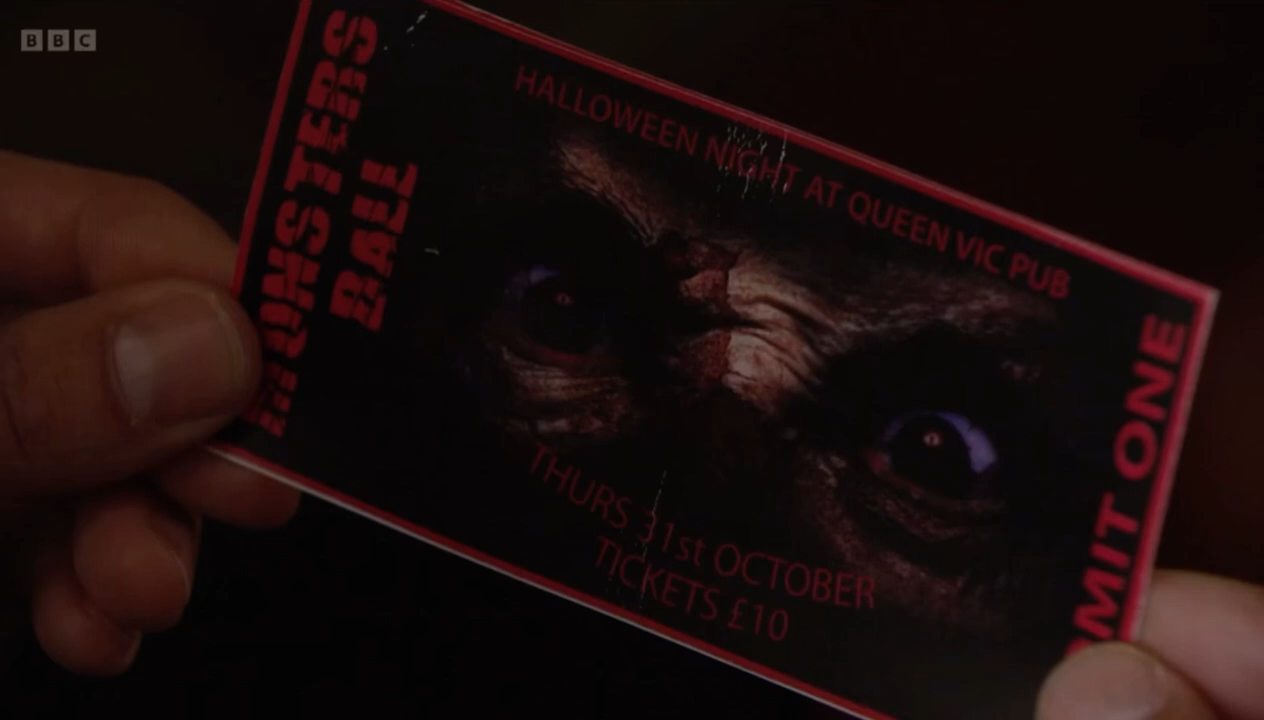 BBC
MONSTERS
BALL
HALLOWEEN NIGHT AT QUEEN VIC PUB
THURS 31st OCTOBER
TICKETS £10
MIT ONE